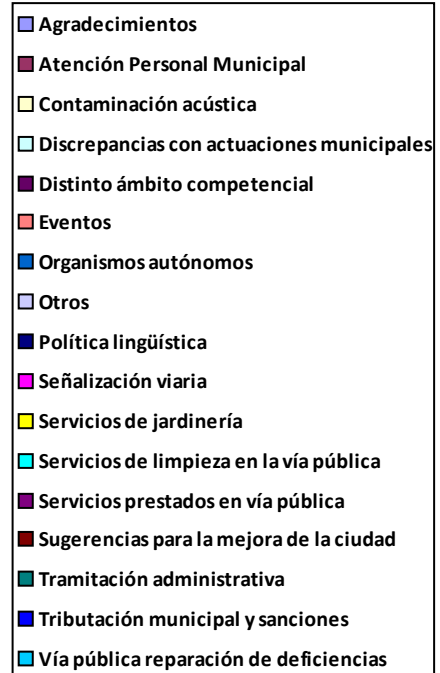 Agradecimientos
Atención Personal Municipal
Contaminación acústica
Discrepancias con actuaciones municipales
Distinto ámbito competencial
Eventos
Organismos autónomos
Otros
Política lingüística
Señalización viaria
Servicios de jardinería
Servicios de limpieza en la vía pública
Servicios prestados en vía pública
Sugerencias para la mejora de la ciudad
Tramitación administrativa
Tributación municipal y sanciones
Vía pública reparación de deficiencias